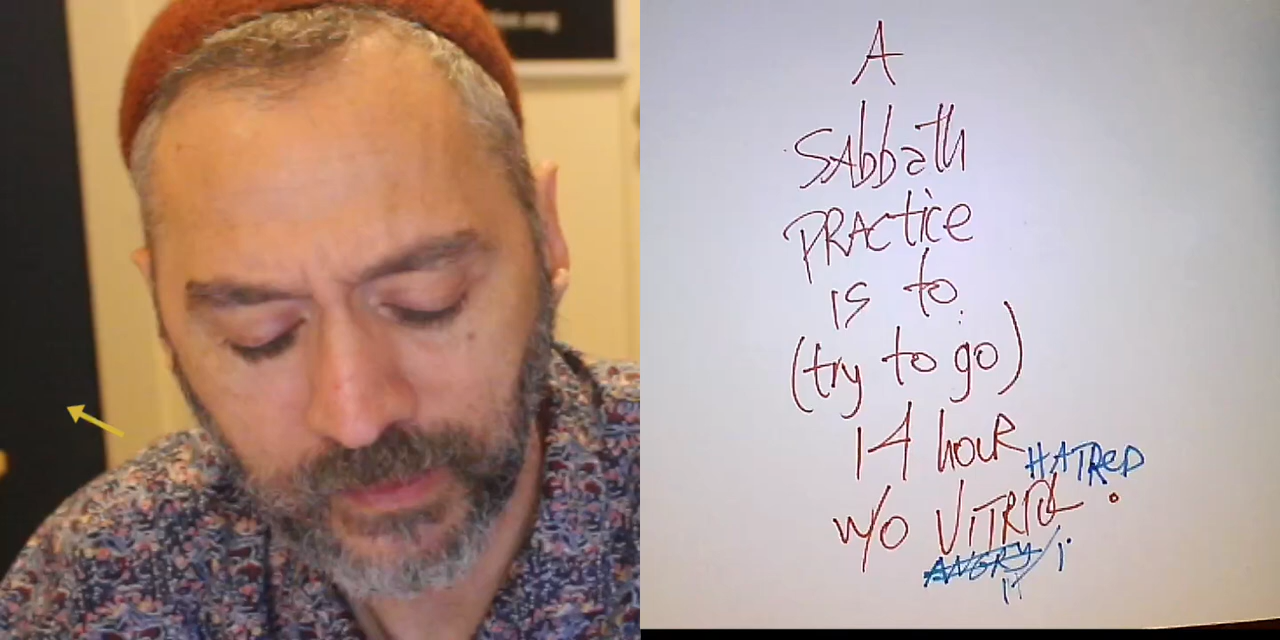 A
Sabbath
PRActice
is to
(try to go)
14 hour
HATRED
w/o VITRIOL.
ANGRY